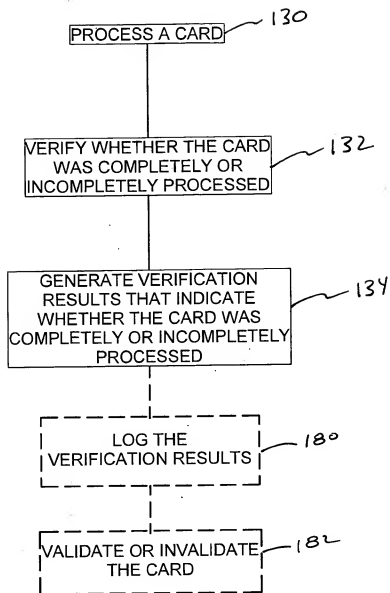 PROCESS A CARD
130
VERIFY WHETHER THE CARD
WAS COMPLETELY OR
INCOMPLETELY PROCESSED
132
GENERATE VERIFICATION
RESULTS THAT INDICATE
WHETHER THE CARD WAS
COMPLETELY OR INCOMPLETELY
PROCESSED
134
LOG THE
VERIFICATION RESULTS
180
VALIDATE OR INVALIDATE
THE CARD
182